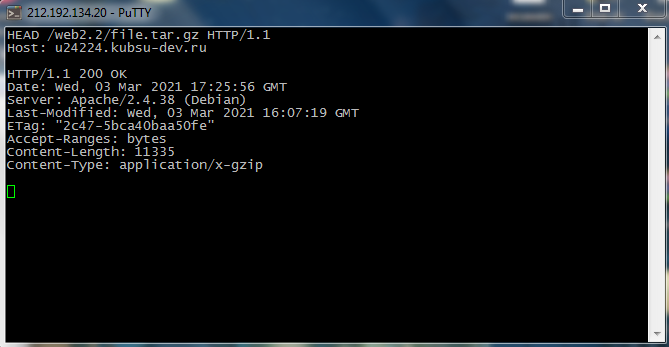 212.192.134.20 - PuTTY
HEAD /web2.2/file.tar.gz HTTP/1.1
Host: u24224.kubsu-dev.ru
HTTP/1.1 200 OK
Date: Wed, 03 Mar 2021 17:25:56 GMT
Server: Apache/2.4.38 (Debian)
Last-Modified: Wed, 03 Mar 2021 16:07:19 GMT
ETag: "2c47-5bca40baa50fe"
Accept-Ranges: bytes
Content-Length: 11335
Content-Type: application/x-gzip